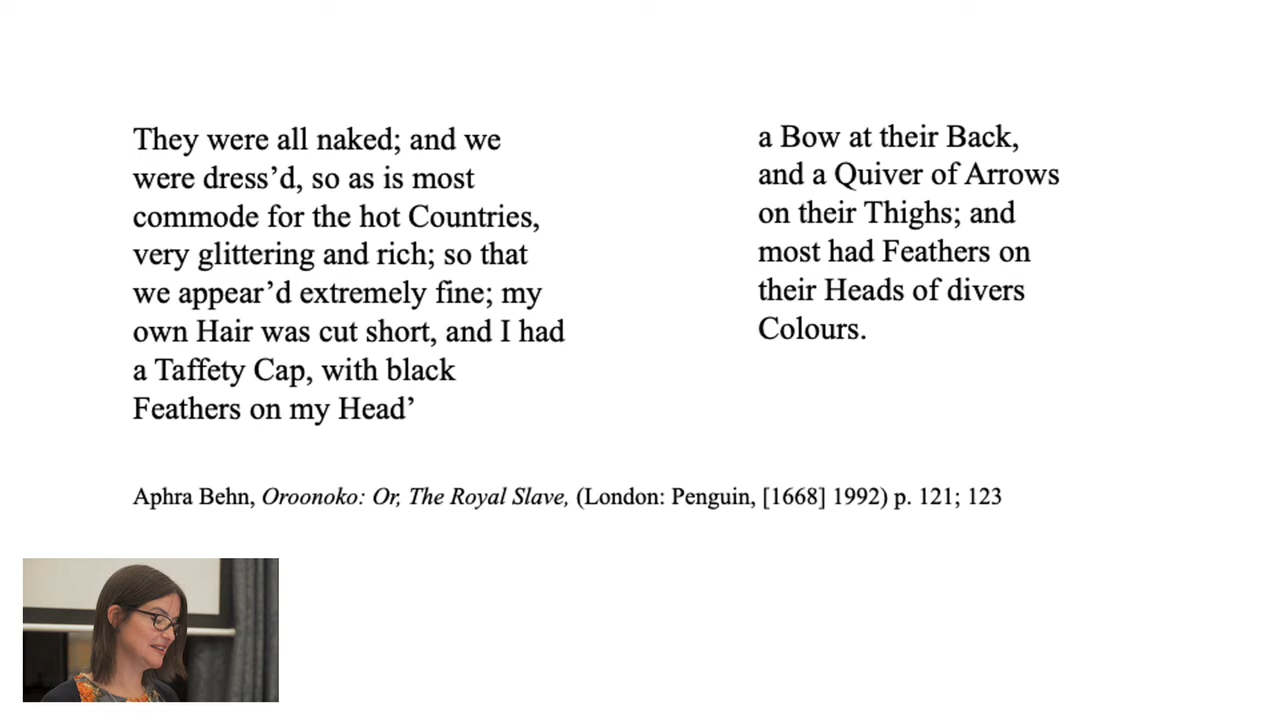 They were all naked; and we
were dress’d, so as is most
commode for the hot Countries,
very glittering and rich; so that
we appear’d extremely fine; my
own Hair was cut short, and I had
a Taffety Cap, with black
Feathers on my Head’
a Bow at their Back,
and a Quiver of Arrows
on their Thighs; and
most had Feathers on
their Heads of divers
Colours.
Aphra Behn, Oroonoko: Or, The Royal Slave, (London: Penguin, [1668] 1992) p. 121; 123